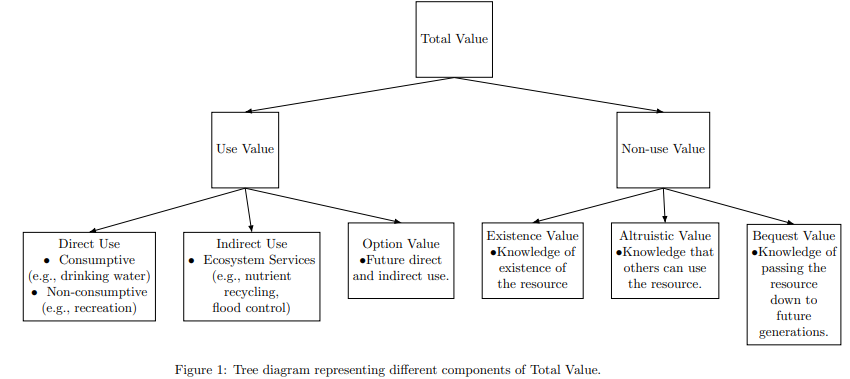 Total Value
Use Value
Non-use Value
Direct Use
• Consumptive
(e.g., drinking water)
• Non-consumptive
(e.g., recreation)
Indirect Use
• Ecosystem Services
(e.g., nutrient
recycling,
flood control)
Option Value
•Future direct
and indirect use.
Existence Value
•Knowledge of
existence of
the resource
Altruistic Value
•Knowledge that
others can use
the resource.
Bequest Value
•Knowledge of
passing the
resource
down to
future
generations.
Figure 1: Tree diagram representing different components of Total Value.